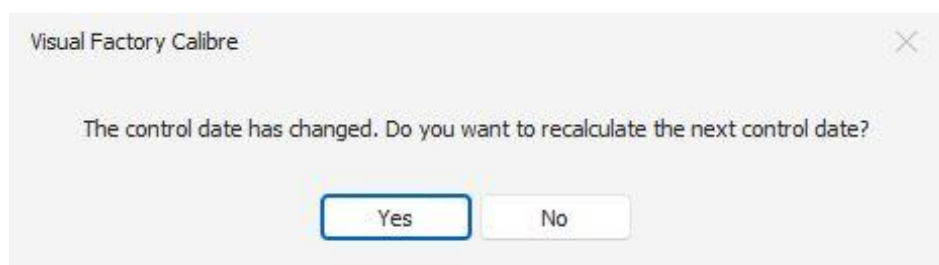 Visual Factory Calibre
The control date has changed. Do you want to recalculate the next control date?
Yes
No